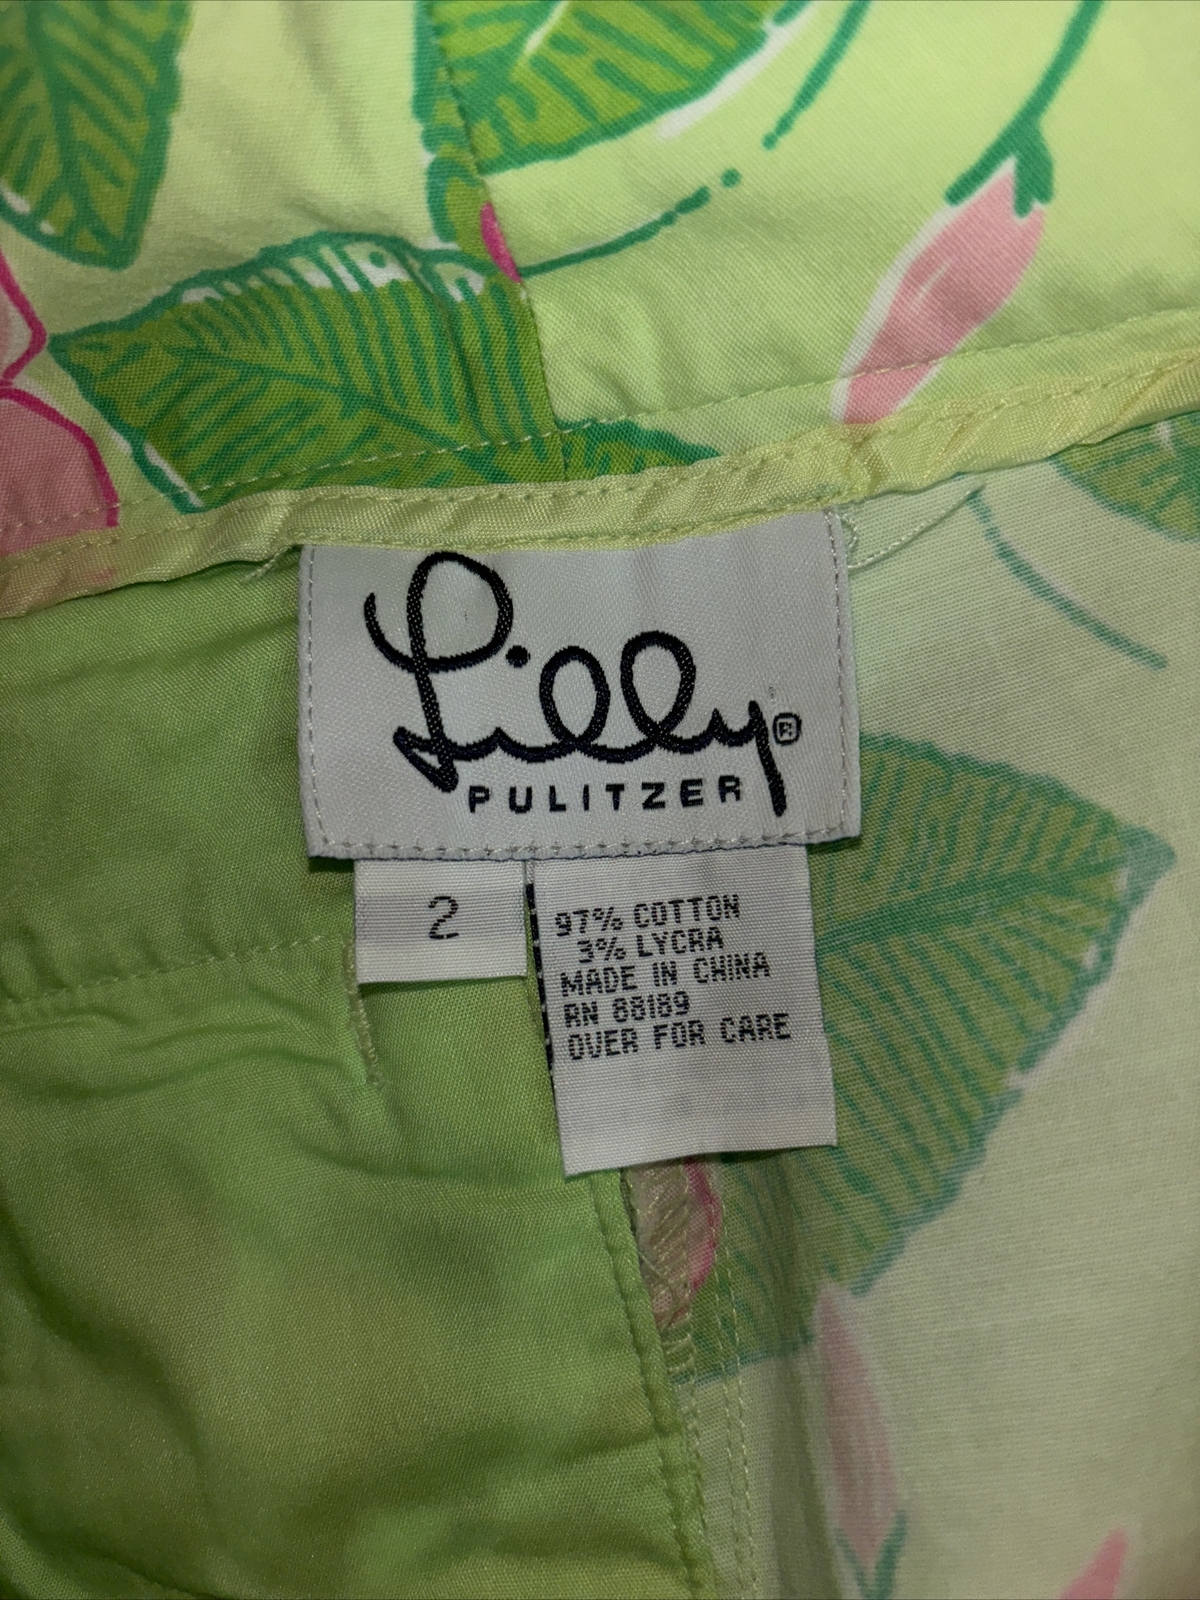 Lilly®
PULITZER
2
97% COTTON
3% LYCRA
MADE IN CHINA
RN 88189
OVER FOR CARE